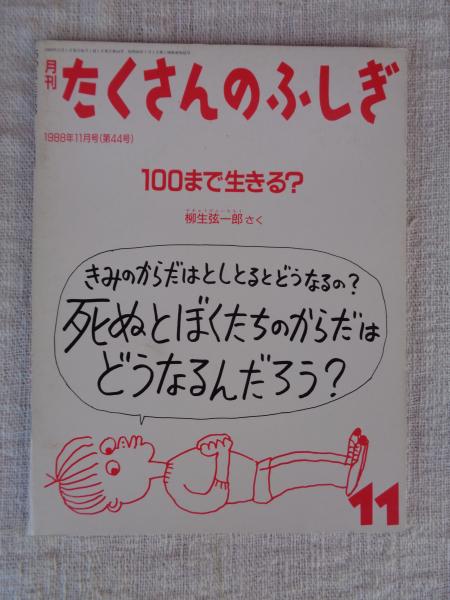 月刊 たくさんのふしぎ
1988年11月号(第44号)
100まで生きる?
柳生弦一郎 さく
きみのからだはとしとるとどうなるの?
死ぬとぼくたちのからだは
どうなるんだろう?
11